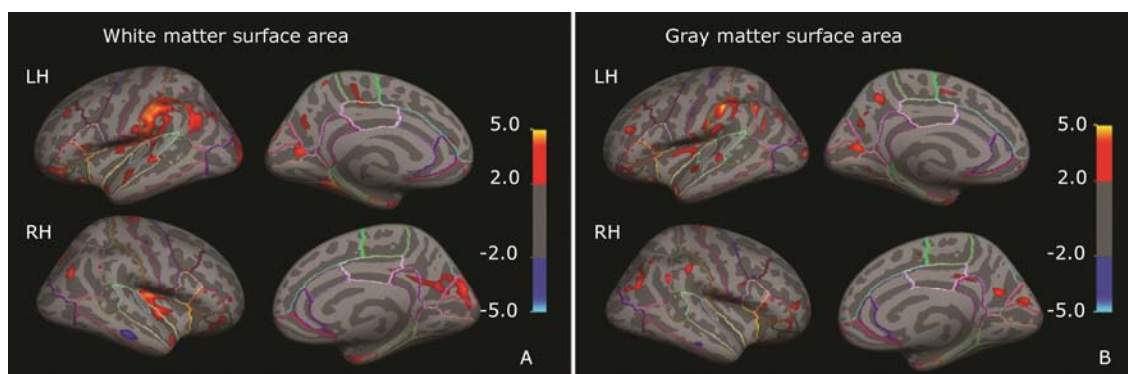 White matter surface area
LH
5.0
2.0
-2.0
-5.0
RH
A
Gray matter surface area
LH
5.0
2.0
-2.0
-5.0
RH
B